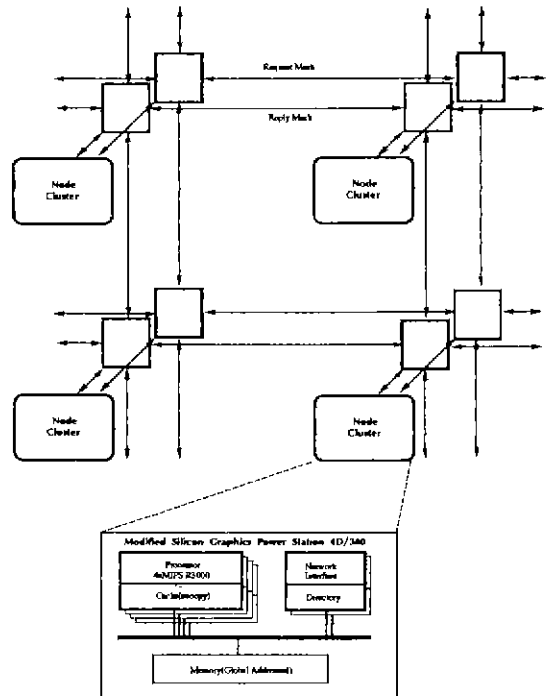 Request Mesh
Reply Mesh
Node
Cluster
Node
Cluster
Node
Cluster
Node
Cluster
Modified Silicon Graphics Power Station 4D/340
Processor
4xMIPS R3000
Cache(snoopy)
Network
Interface
Directory
Memory(Global Addressed)